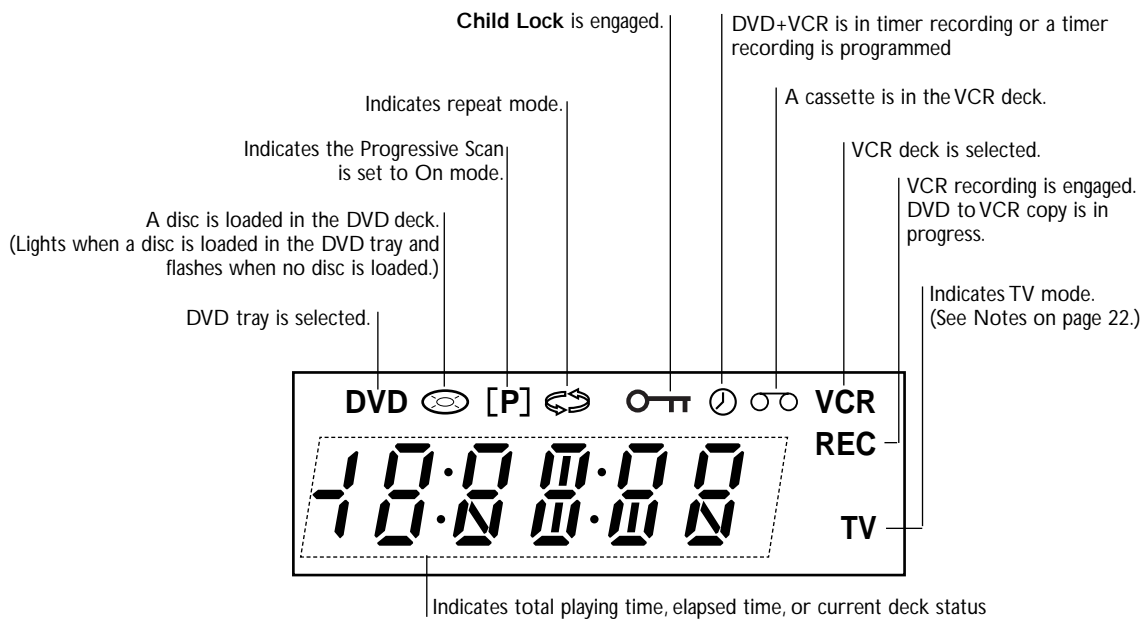 Child Lock is engaged.
DVD+VCR is in timer recording or a timer
recording is programmed
Indicates repeat mode.
A cassette is in the VCR deck.
Indicates the Progressive Scan
is set to On mode.
VCR deck is selected.
A disc is loaded in the DVD deck.
(Lights when a disc is loaded in the DVD tray and
flashes when no disc is loaded.)
VCR recording is engaged.
DVD to VCR copy is in
progress.
DVD tray is selected.
Indicates TV mode.
(See Notes on page 22.)
DVD [P] VCR
REC
TV
Indicates total playing time, elapsed time, or current deck status